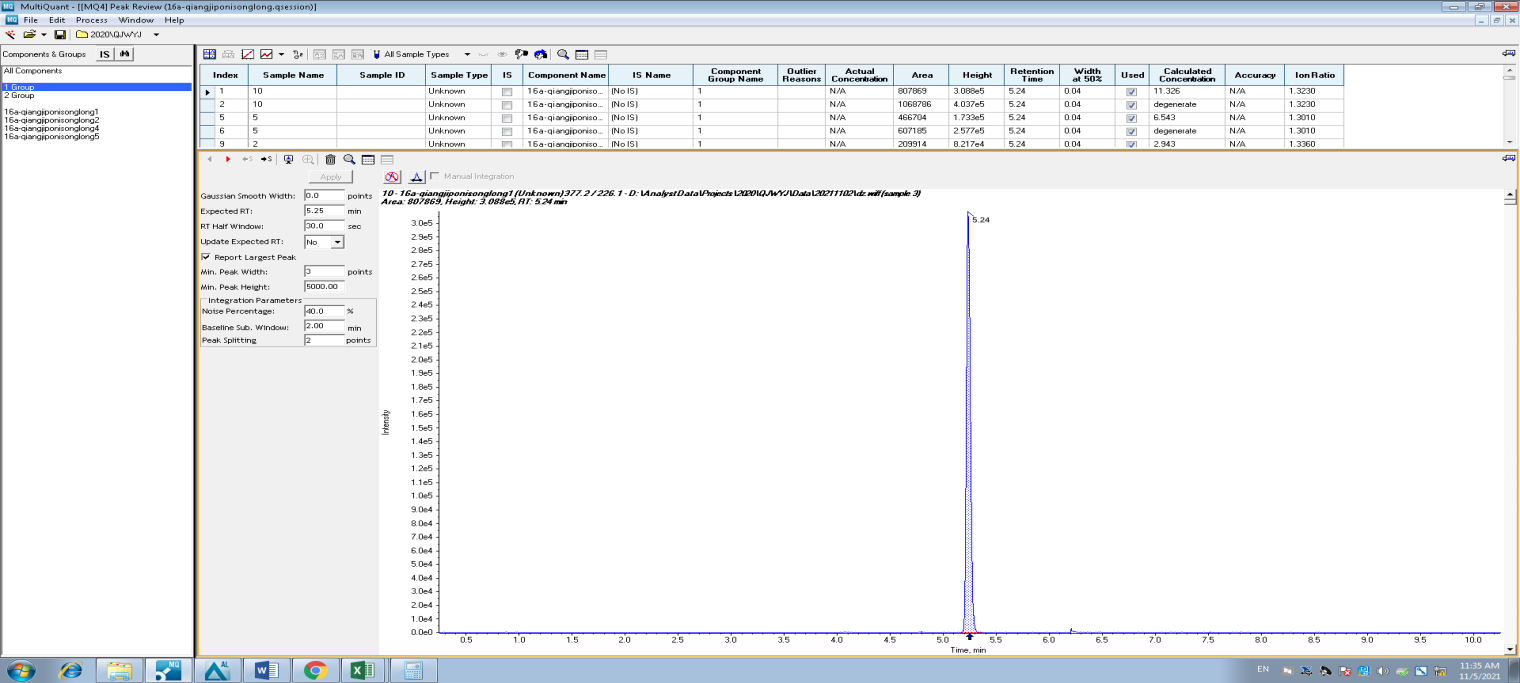 MultiQuant - [[MQ4] Peak Review (16a-qiangjiponisonglong.qsession)]
File Edit Process Window Help
2020\QJWYJ
Components & Groups IS
All Sample Types
All Components
1 Group
2 Group
16a-qiangjiponisonglong1
16a-qiangjiponisonglong2
16a-qiangjiponisonglong4
16a-qiangjiponisonglong5
Index Sample Name Sample ID Sample Type IS Component Name IS Name Component Group Name Outlier Reasons Actual Concentration Area Height Retention Time Width at 50% Used Calculated Concentration Accuracy Ion Ratio
1 10 Unknown 16a-qiangjiponiso... (No IS) 1 N/A 807869 3.088e5 5.24 0.04 11.326 N/A 1.3230
2 10 Unknown 16a-qiangjiponiso... (No IS) 1 N/A 1068786 4.037e5 5.24 0.04 degenerate N/A 1.3230
5 5 Unknown 16a-qiangjiponiso... (No IS) 1 N/A 466704 1.733e5 5.24 0.04 6.543 N/A 1.3010
6 5 Unknown 16a-qiangjiponiso... (No IS) 1 N/A 607185 2.577e5 5.24 0.04 degenerate N/A 1.3010
9 2 Unknown 16a-qiangjiponiso... (No IS) 1 N/A 209914 8.217e4 5.24 0.04 2.943 N/A 1.3360
Apply
Manual Integration
Gaussian Smooth Width: 0.0 points
Expected RT: 5.25 min
RT Half Window: 30.0 sec
Update Expected RT: No
Report Largest Peak
Min. Peak Width: 3 points
Min. Peak Height: 5000.00
Integration Parameters
Noise Percentage: 40.0 %
Baseline Sub. Window: 2.00 min
Peak Splitting 2 points
10 - 16a-qiangjiponisonglong1 (Unknown) 377.2 / 226.1 - D:\Analyst Data\Projects\2020\QJWYJ\Data\20211102\dz.wiff (sample 3)
Area: 807869, Height: 3.088e5, RT: 5.24 min
5.24
3.0e5
2.9e5
2.8e5
2.7e5
2.6e5
2.5e5
2.4e5
2.3e5
2.2e5
2.1e5
2.0e5
1.9e5
1.8e5
1.7e5
1.6e5
1.5e5
1.4e5
1.3e5
1.2e5
1.1e5
1.0e5
9.0e4
8.0e4
7.0e4
6.0e4
5.0e4
4.0e4
3.0e4
2.0e4
1.0e4
0.0e0
Intensity
0.5 1.0 1.5 2.0 2.5 3.0 3.5 4.0 4.5 5.0 5.5 6.0 6.5 7.0 7.5 8.0 8.5 9.0 9.5 10.0
Time, min
EN
11:35 AM
11/5/2021